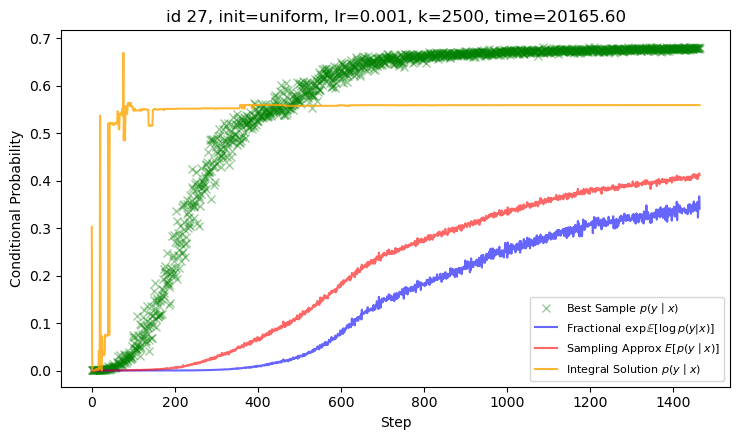 id 27, init=uniform, lr=0.001, k=2500, time=20165.60
0.7
0.6
0.5
0.4
0.3
0.2
0.1
0.0
Conditional Probability
0 200 400 600 800 1000 1200 1400
Step
Best Sample p(y | x)
Fractional exp𝔼[log p(y|x)]
Sampling Approx E[p(y | x)]
Integral Solution p(y | x)